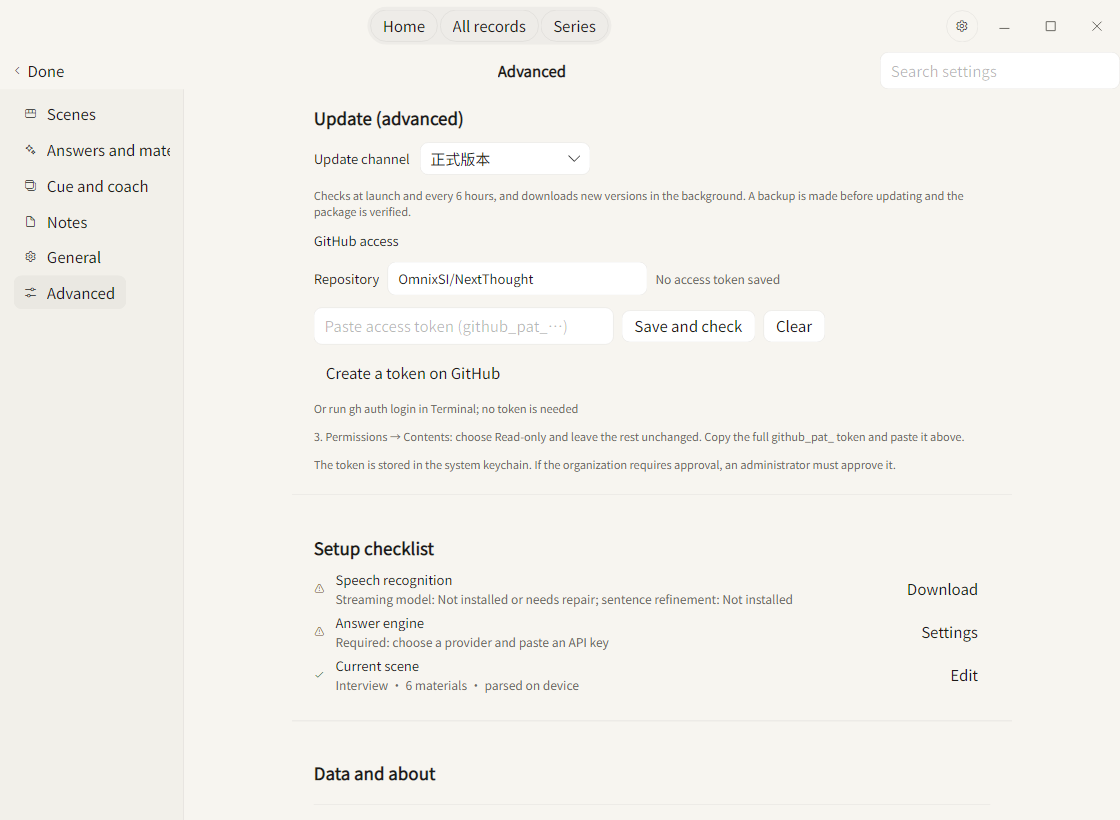 Home
All records
Series
Done
Advanced
Search settings
Scenes
Answers and mate
Cue and coach
Notes
General
Advanced
Update (advanced)
Update channel
正式版本
Checks at launch and every 6 hours, and downloads new versions in the background. A backup is made before updating and the
package is verified.
GitHub access
Repository
OmnixSI/NextThought
No access token saved
Paste access token (github_pat_⋯)
Save and check
Clear
Create a token on GitHub
Or run gh auth login in Terminal; no token is needed
3. Permissions → Contents: choose Read-only and leave the rest unchanged. Copy the full github_pat_ token and paste it above.
The token is stored in the system keychain. If the organization requires approval, an administrator must approve it.
Setup checklist
Speech recognition
Streaming model: Not installed or needs repair; sentence refinement: Not installed
Download
Answer engine
Required: choose a provider and paste an API key
Settings
Current scene
Interview • 6 materials • parsed on device
Edit
Data and about